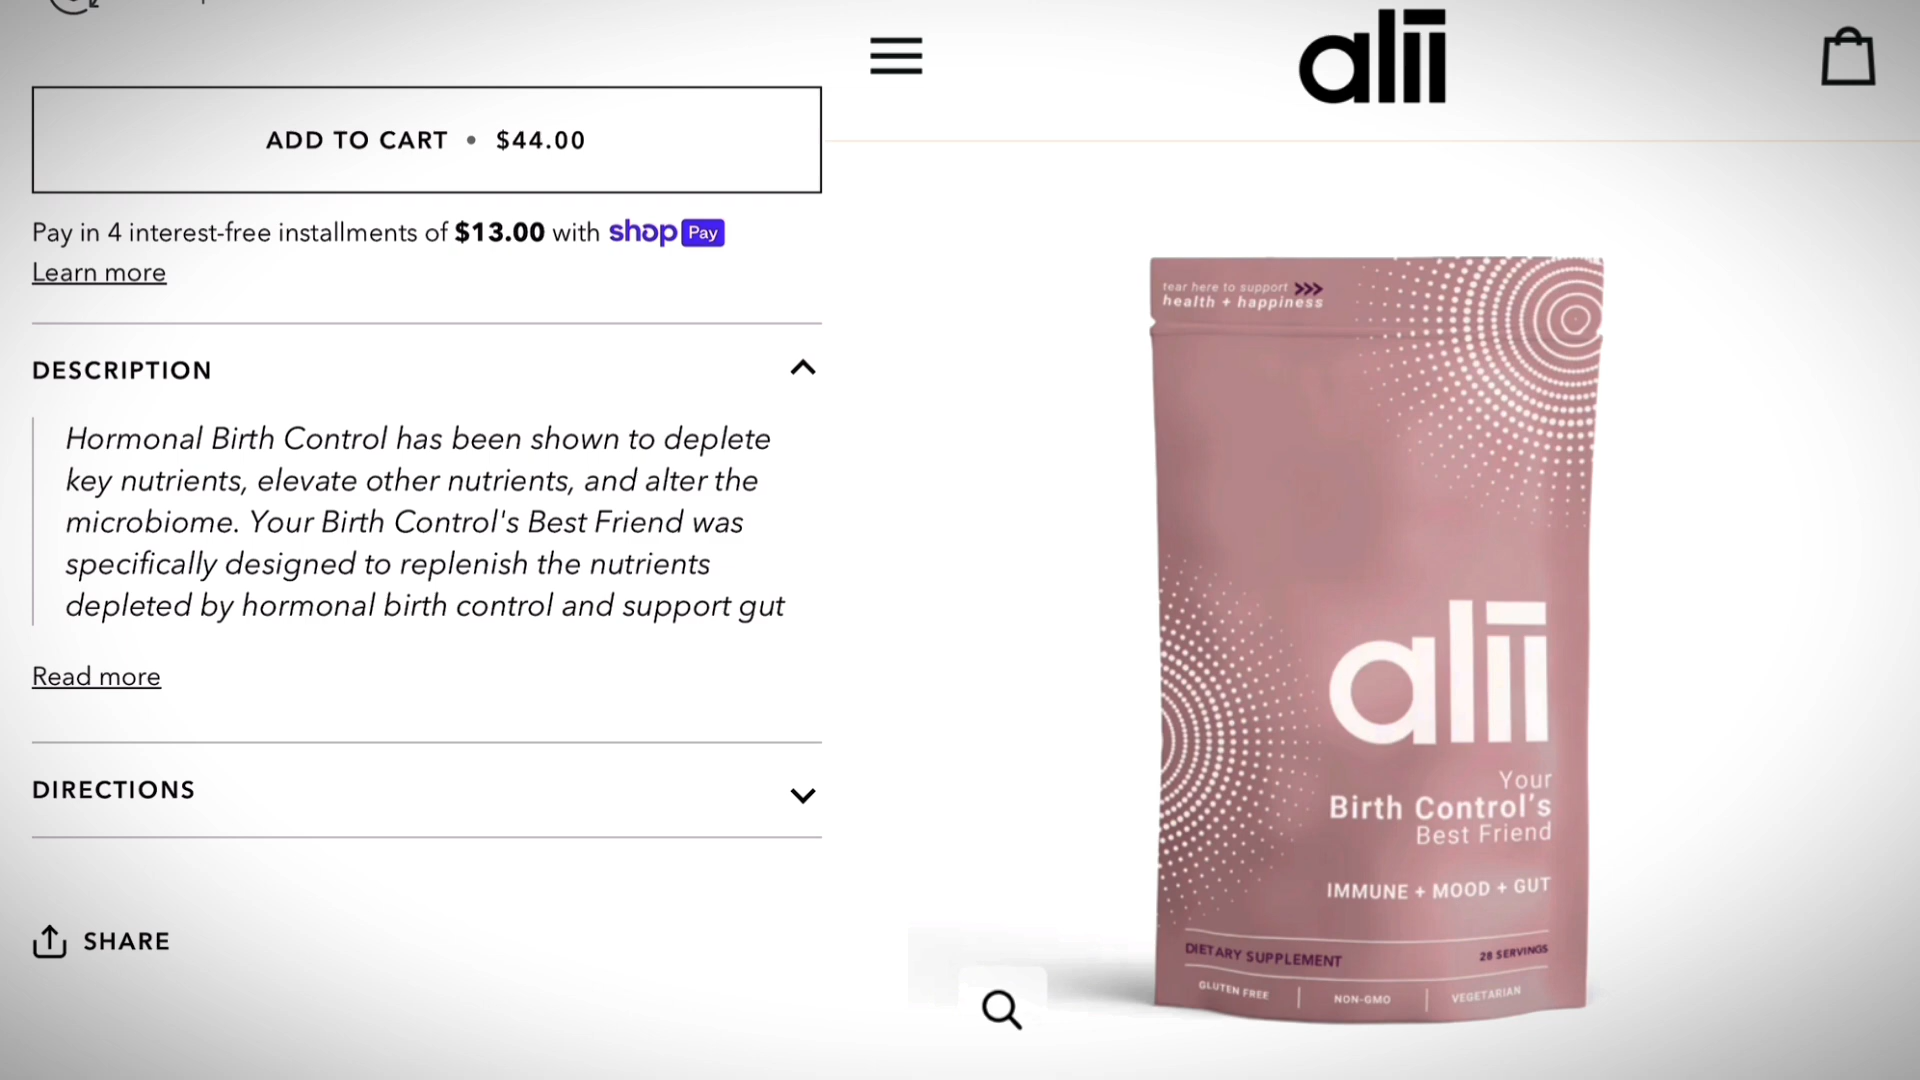 ADD TO CART • $44.00
Pay in 4 interest-free installments of $13.00 with shop Pay
Learn more
DESCRIPTION
Hormonal Birth Control has been shown to deplete
key nutrients, elevate other nutrients, and alter the
microbiome. Your Birth Control's Best Friend was
specifically designed to replenish the nutrients
depleted by hormonal birth control and support gut
Read more
DIRECTIONS
SHARE
alii
tear here to support >>>
health + happiness
alii
Your
Birth Control's
Best Friend
IMMUNE + MOOD + GUT
DIETARY SUPPLEMENT 28 SERVINGS
GLUTEN FREE | NON-GMO | VEGETARIAN